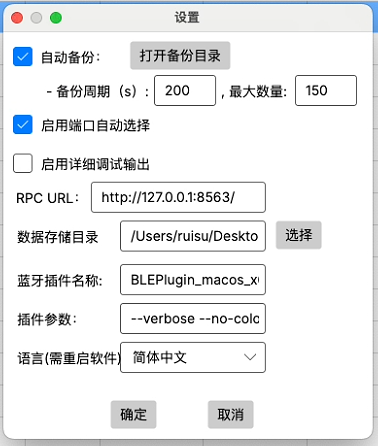 设置
自动备份： 打开备份目录
- 备份周期（s）: 200 , 最大数量: 150
启用端口自动选择
启用详细调试输出
RPC URL： http://127.0.0.1:8563/
数据存储目录 /Users/ruisu/Deskto 选择
蓝牙插件名称: BLEPlugin_macos_x
插件参数： --verbose --no-colo
语言(需重启软件) 简体中文
确定 取消